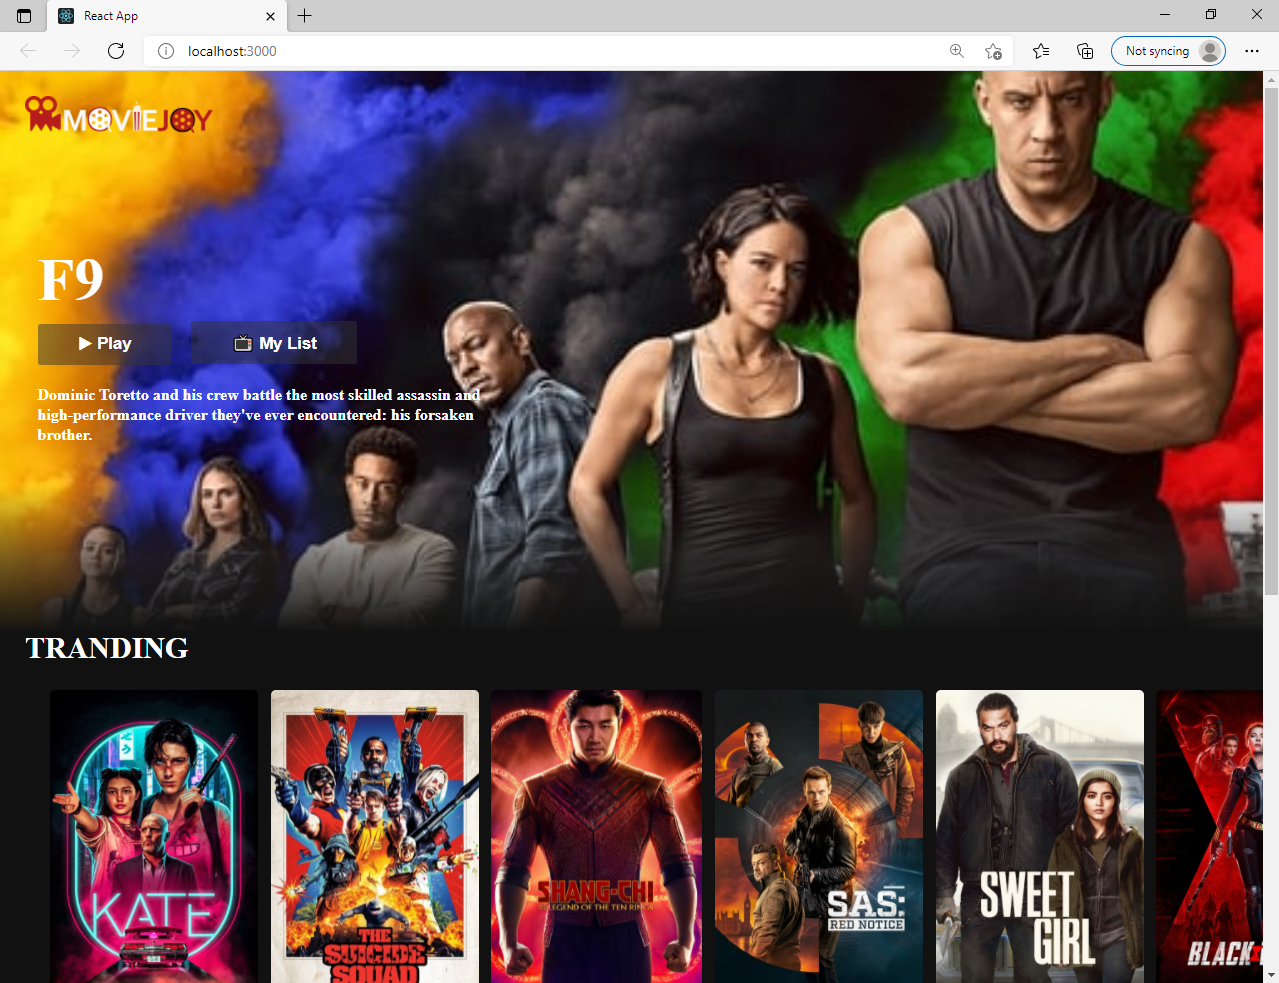 React App
localhost:3000
Not syncing
MOVIEJOY
F9
▶ Play
My List
Dominic Toretto and his crew battle the most skilled assassin and
high-performance driver they've ever encountered: his forsaken
brother.
TRANDING
KATE
THE
SUICIDE
SQUAD
SHANG-CHI
LEGEND OF THE TEN RINGS
SAS:
RED NOTICE
SWEET
GIRL
BLACK